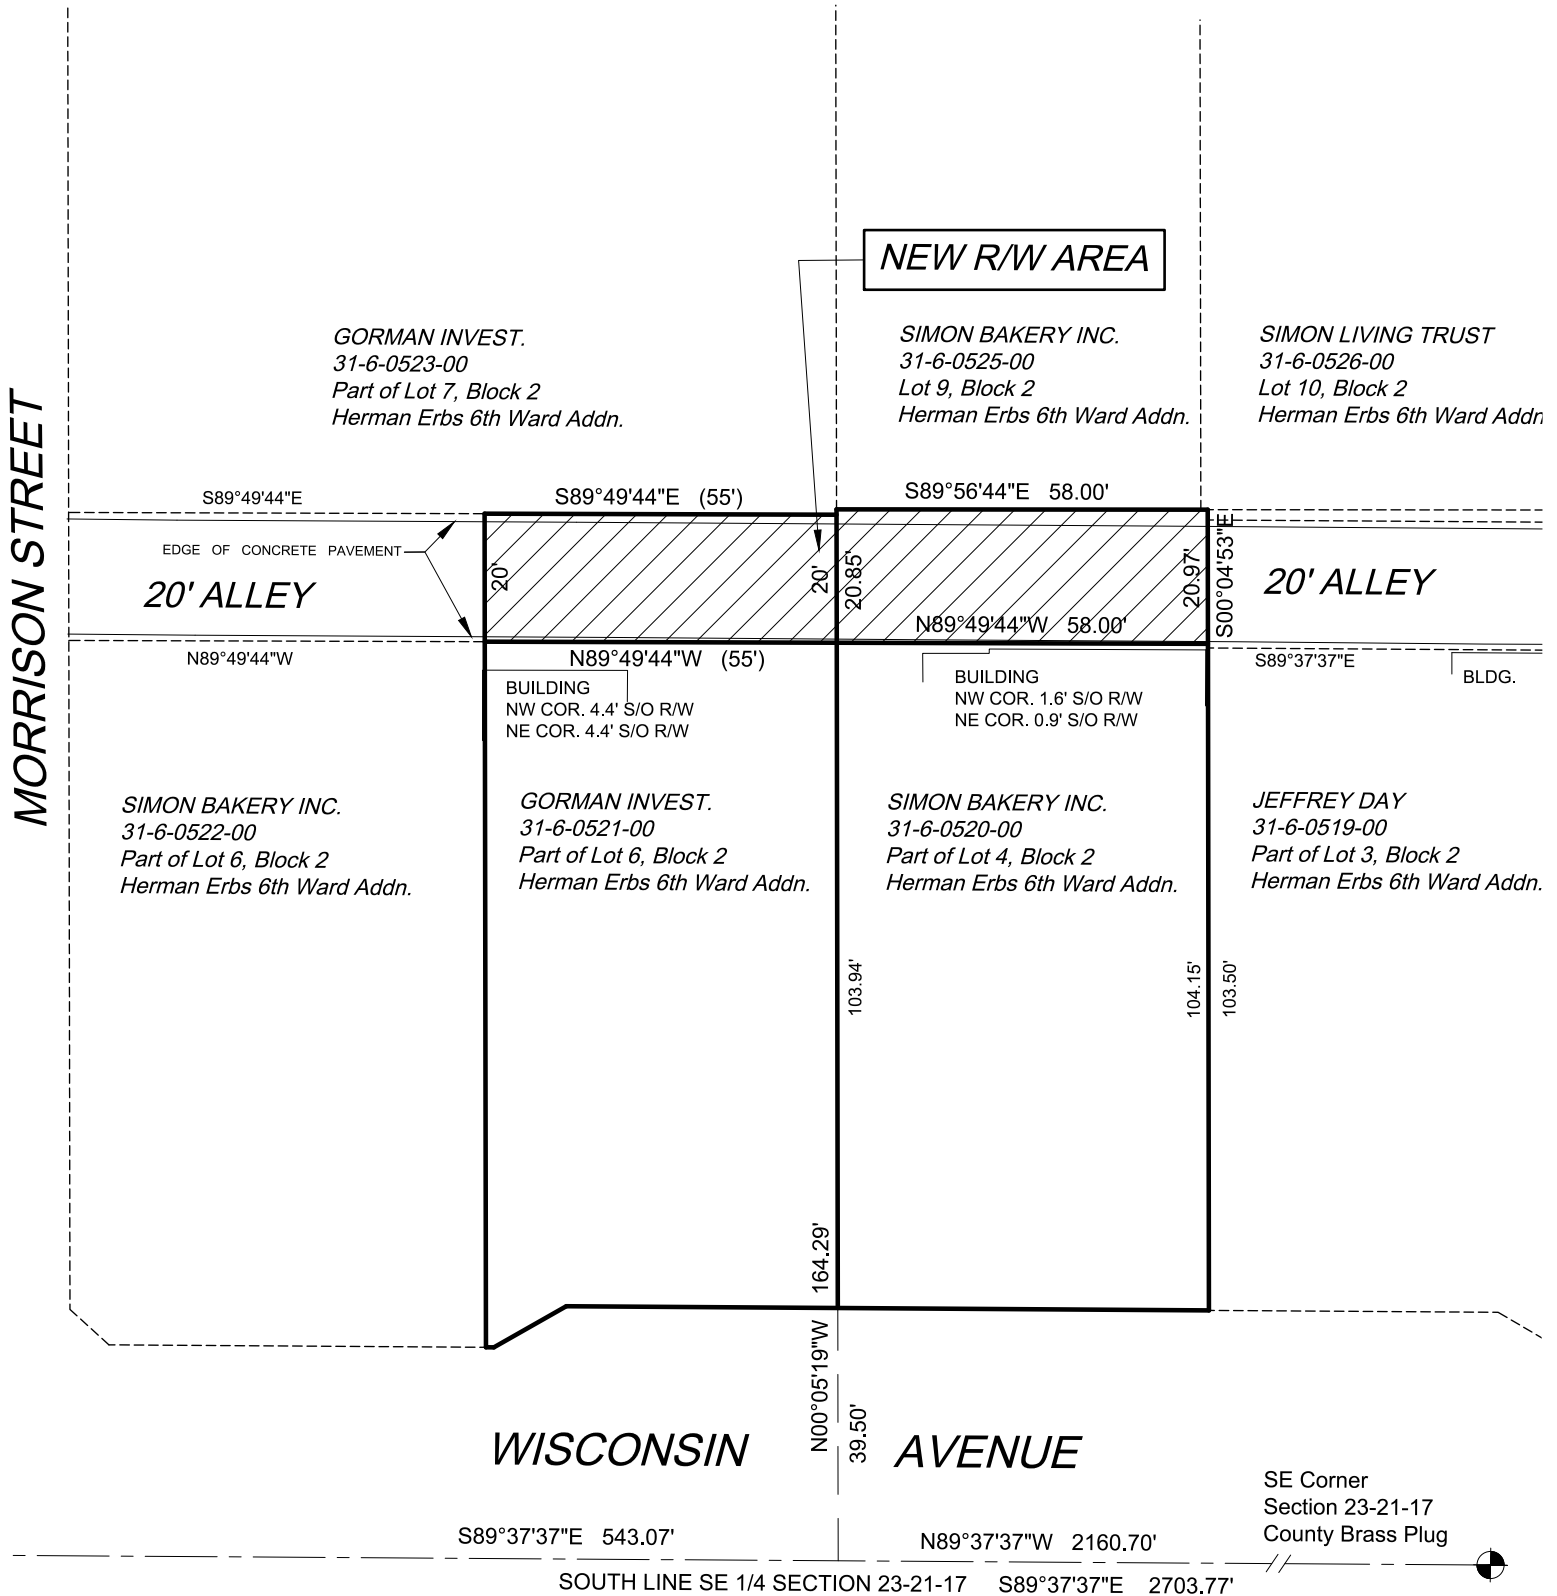 NEW R/W AREA
GORMAN INVEST.
31-6-0523-00
Part of Lot 7, Block 2
Herman Erbs 6th Ward Addn.
SIMON BAKERY INC.
31-6-0525-00
Lot 9, Block 2
Herman Erbs 6th Ward Addn.
SIMON LIVING TRUST
31-6-0526-00
Lot 10, Block 2
Herman Erbs 6th Ward Addn
MORRISON STREET
S89°49'44"E
S89°49'44"E (55')
S89°56'44"E 58.00'
EDGE OF CONCRETE PAVEMENT
20' ALLEY
20'
20'
20.85'
20.97'
S00°04'53"E
20' ALLEY
N89°49'44"W 58.00'
N89°49'44"W
N89°49'44"W (55')
S89°37'37"E
BUILDING
NW COR. 4.4' S/O R/W
NE COR. 4.4' S/O R/W
BUILDING
NW COR. 1.6' S/O R/W
NE COR. 0.9' S/O R/W
BLDG.
SIMON BAKERY INC.
31-6-0522-00
Part of Lot 6, Block 2
Herman Erbs 6th Ward Addn.
GORMAN INVEST.
31-6-0521-00
Part of Lot 6, Block 2
Herman Erbs 6th Ward Addn.
SIMON BAKERY INC.
31-6-0520-00
Part of Lot 4, Block 2
Herman Erbs 6th Ward Addn.
JEFFREY DAY
31-6-0519-00
Part of Lot 3, Block 2
Herman Erbs 6th Ward Addn.
103.94'
104.15'
103.50'
N00°05'19"W 164.29'
39.50'
WISCONSIN AVENUE
SE Corner
Section 23-21-17
County Brass Plug
S89°37'37"E 543.07'
N89°37'37"W 2160.70'
SOUTH LINE SE 1/4 SECTION 23-21-17 S89°37'37"E 2703.77'